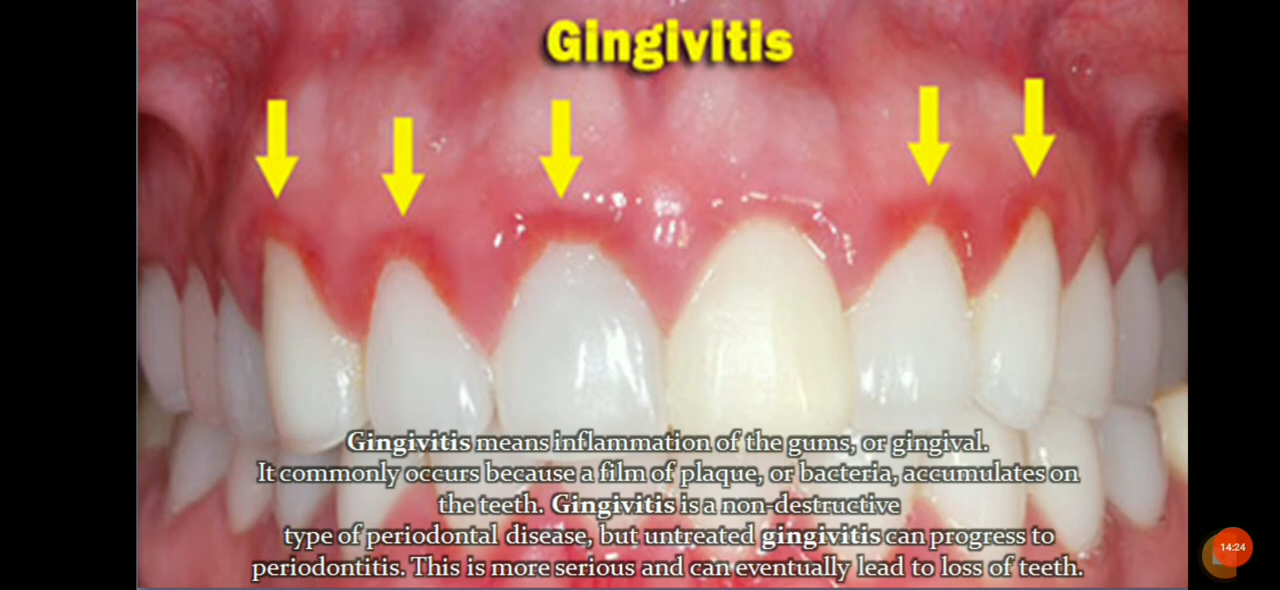 Gingivitis
Gingivitis means inflammation of the gums, or gingival.
It commonly occurs because a film of plaque, or bacteria, accumulates on
the teeth. Gingivitis is a non-destructive
type of periodontal disease, but untreated gingivitis can progress to
periodontitis. This is more serious and can eventually lead to loss of teeth.
14:24